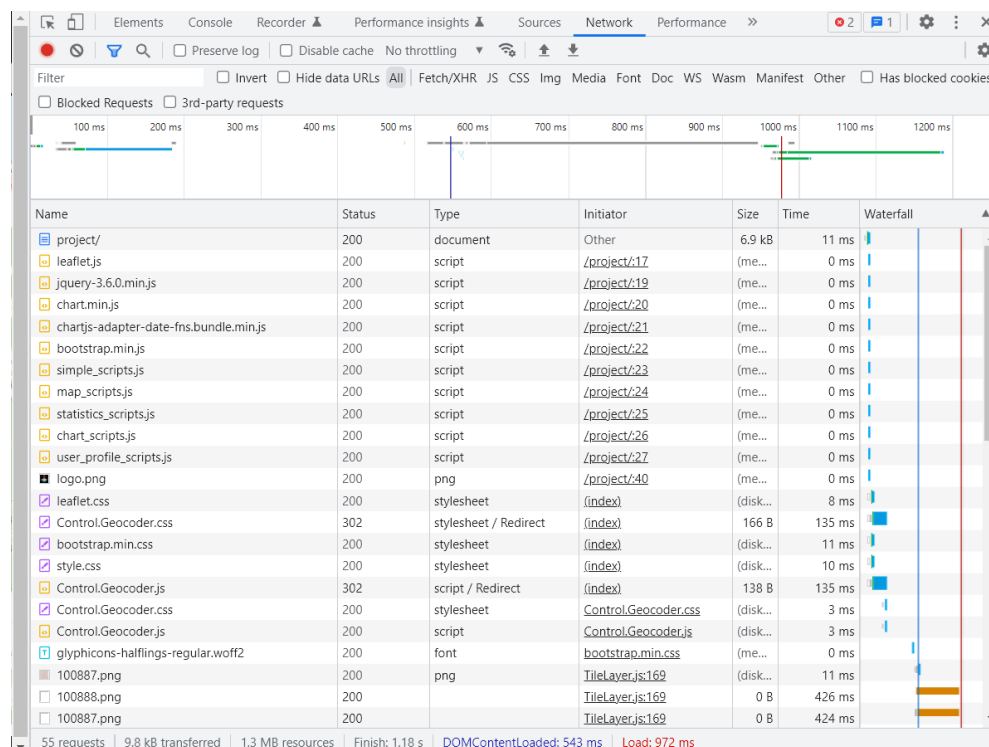 Elements Console Recorder Performance insights Sources Network Performance » 2 1
Preserve log Disable cache No throttling
Filter Invert Hide data URLs All Fetch/XHR JS CSS Img Media Font Doc WS Wasm Manifest Other Has blocked cookies
Blocked Requests 3rd-party requests
100 ms 200 ms 300 ms 400 ms 500 ms 600 ms 700 ms 800 ms 900 ms 1000 ms 1100 ms 1200 ms
Name Status Type Initiator Size Time Waterfall
project/ 200 document Other 6.9 kB 11 ms
leaflet.js 200 script /project/:17 (me... 0 ms
jquery-3.6.0.min.js 200 script /project/:19 (me... 0 ms
chart.min.js 200 script /project/:20 (me... 0 ms
chartjs-adapter-date-fns.bundle.min.js 200 script /project/:21 (me... 0 ms
bootstrap.min.js 200 script /project/:22 (me... 0 ms
simple_scripts.js 200 script /project/:23 (me... 0 ms
map_scripts.js 200 script /project/:24 (me... 0 ms
statistics_scripts.js 200 script /project/:25 (me... 0 ms
chart_scripts.js 200 script /project/:26 (me... 0 ms
user_profile_scripts.js 200 script /project/:27 (me... 0 ms
logo.png 200 png /project/:40 (me... 0 ms
leaflet.css 200 stylesheet (index) (disk... 8 ms
Control.Geocoder.css 302 stylesheet / Redirect (index) 166 B 135 ms
bootstrap.min.css 200 stylesheet (index) (disk... 11 ms
style.css 200 stylesheet (index) (disk... 10 ms
Control.Geocoder.js 302 script / Redirect (index) 138 B 135 ms
Control.Geocoder.css 200 stylesheet Control.Geocoder.css (disk... 3 ms
Control.Geocoder.js 200 script Control.Geocoder.js (disk... 3 ms
glyphicons-halflings-regular.woff2 200 font bootstrap.min.css (me... 0 ms
100887.png 200 png TileLayer.js:169 (disk... 11 ms
100888.png 200 TileLayer.js:169 0 B 426 ms
100887.png 200 TileLayer.js:169 0 B 424 ms
55 requests 9.8 kB transferred 1.3 MB resources Finish: 1.18 s DOMContentLoaded: 543 ms Load: 972 ms